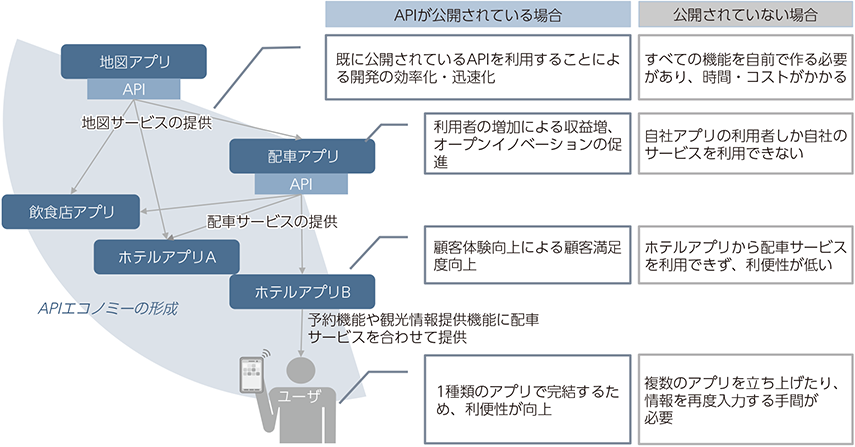 APIが公開されている場合
公開されていない場合
地図アプリ
API
地図サービスの提供
既に公開されているAPIを利用することによ
る開発の効率化・迅速化
すべての機能を自前で作る必要
があり、時間・コストがかかる
配車アプリ
API
利用者の増加による収益増、
オープンイノベーションの促
進
自社アプリの利用者しか自社の
サービスを利用できない
飲食店アプリ
配車サービスの提供
ホテルアプリA
ホテルアプリB
顧客体験向上による顧客満足
度向上
ホテルアプリから配車サービス
を利用できず、利便性が低い
APIエコノミーの形成
予約機能や観光情報提供機能に配車
サービスを合わせて提供
ユーザ
1種類のアプリで完結するた
め、利便性が向上
複数のアプリを立ち上げたり、
情報を再度入力する手間が
必要